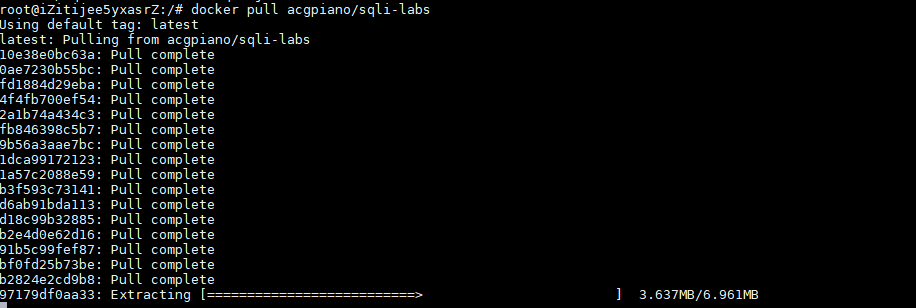 root@iZitijee5yxasrZ:/# docker pull acgpiano/sqli-labs
Using default tag: latest
latest: Pulling from acgpiano/sqli-labs
10e38e0bc63a: Pull complete
0ae7230b55bc: Pull complete
fd1884d29eba: Pull complete
4f4fb700ef54: Pull complete
2a1b74a434c3: Pull complete
fb846398c5b7: Pull complete
9b56a3aae7bc: Pull complete
1dca99172123: Pull complete
1a57c2088e59: Pull complete
b3f593c73141: Pull complete
d6ab91bda113: Pull complete
d18c99b32885: Pull complete
b2e4d0e62d16: Pull complete
91b5c99fef87: Pull complete
bf0fd25b73be: Pull complete
b2824e2cd9b8: Pull complete
97179df0aa33: Extracting [==========================>                        ]  3.637MB/6.961MB